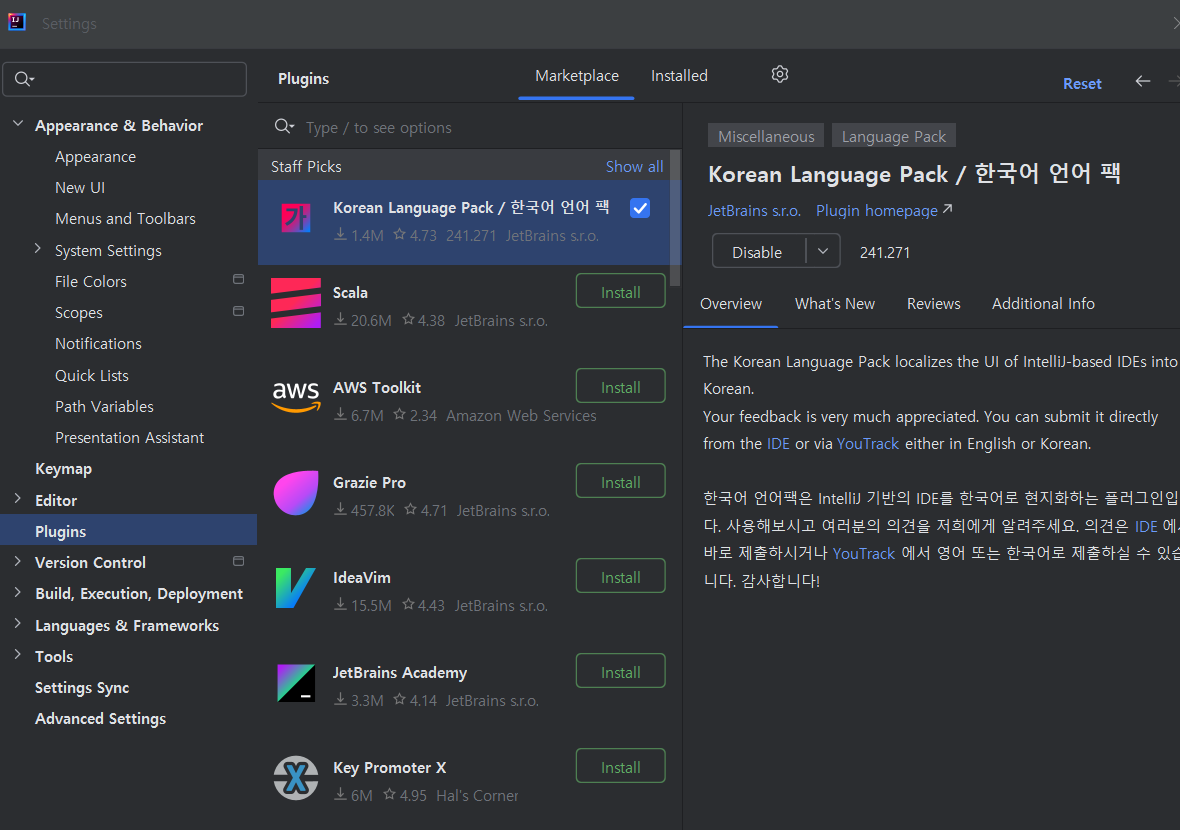 Settings
Appearance & Behavior
Appearance
New UI
Menus and Toolbars
System Settings
File Colors
Scopes
Notifications
Quick Lists
Path Variables
Presentation Assistant
Keymap
Editor
Plugins
Version Control
Build, Execution, Deployment
Languages & Frameworks
Tools
Settings Sync
Advanced Settings
Plugins
Marketplace
Installed
Reset
Type / to see options
Staff Picks
Show all
가
Korean Language Pack / 한국어 언어 팩
1.4M 4.73 241.271 JetBrains s.r.o.
Scala
Install
20.6M 4.38 JetBrains s.r.o.
aws
AWS Toolkit
Install
6.7M 2.34 Amazon Web Services
Grazie Pro
Install
457.8K 4.71 JetBrains s.r.o.
IdeaVim
Install
15.5M 4.43 JetBrains s.r.o.
JetBrains Academy
Install
3.3M 4.14 JetBrains s.r.o.
Key Promoter X
Install
6M 4.95 Hal's Corner
Miscellaneous
Language Pack
Korean Language Pack / 한국어 언어 팩
JetBrains s.r.o. Plugin homepage
Disable
241.271
Overview
What's New
Reviews
Additional Info
The Korean Language Pack localizes the UI of IntelliJ-based IDEs into
Korean.
Your feedback is very much appreciated. You can submit it directly
from the IDE or via YouTrack either in English or Korean.
한국어 언어팩은 IntelliJ 기반의 IDE를 한국어로 현지화하는 플러그인입
다. 사용해보시고 여러분의 의견을 저희에게 알려주세요. 의견은 IDE 에서
바로 제출하시거나 YouTrack 에서 영어 또는 한국어로 제출하실 수 있습
니다. 감사합니다!